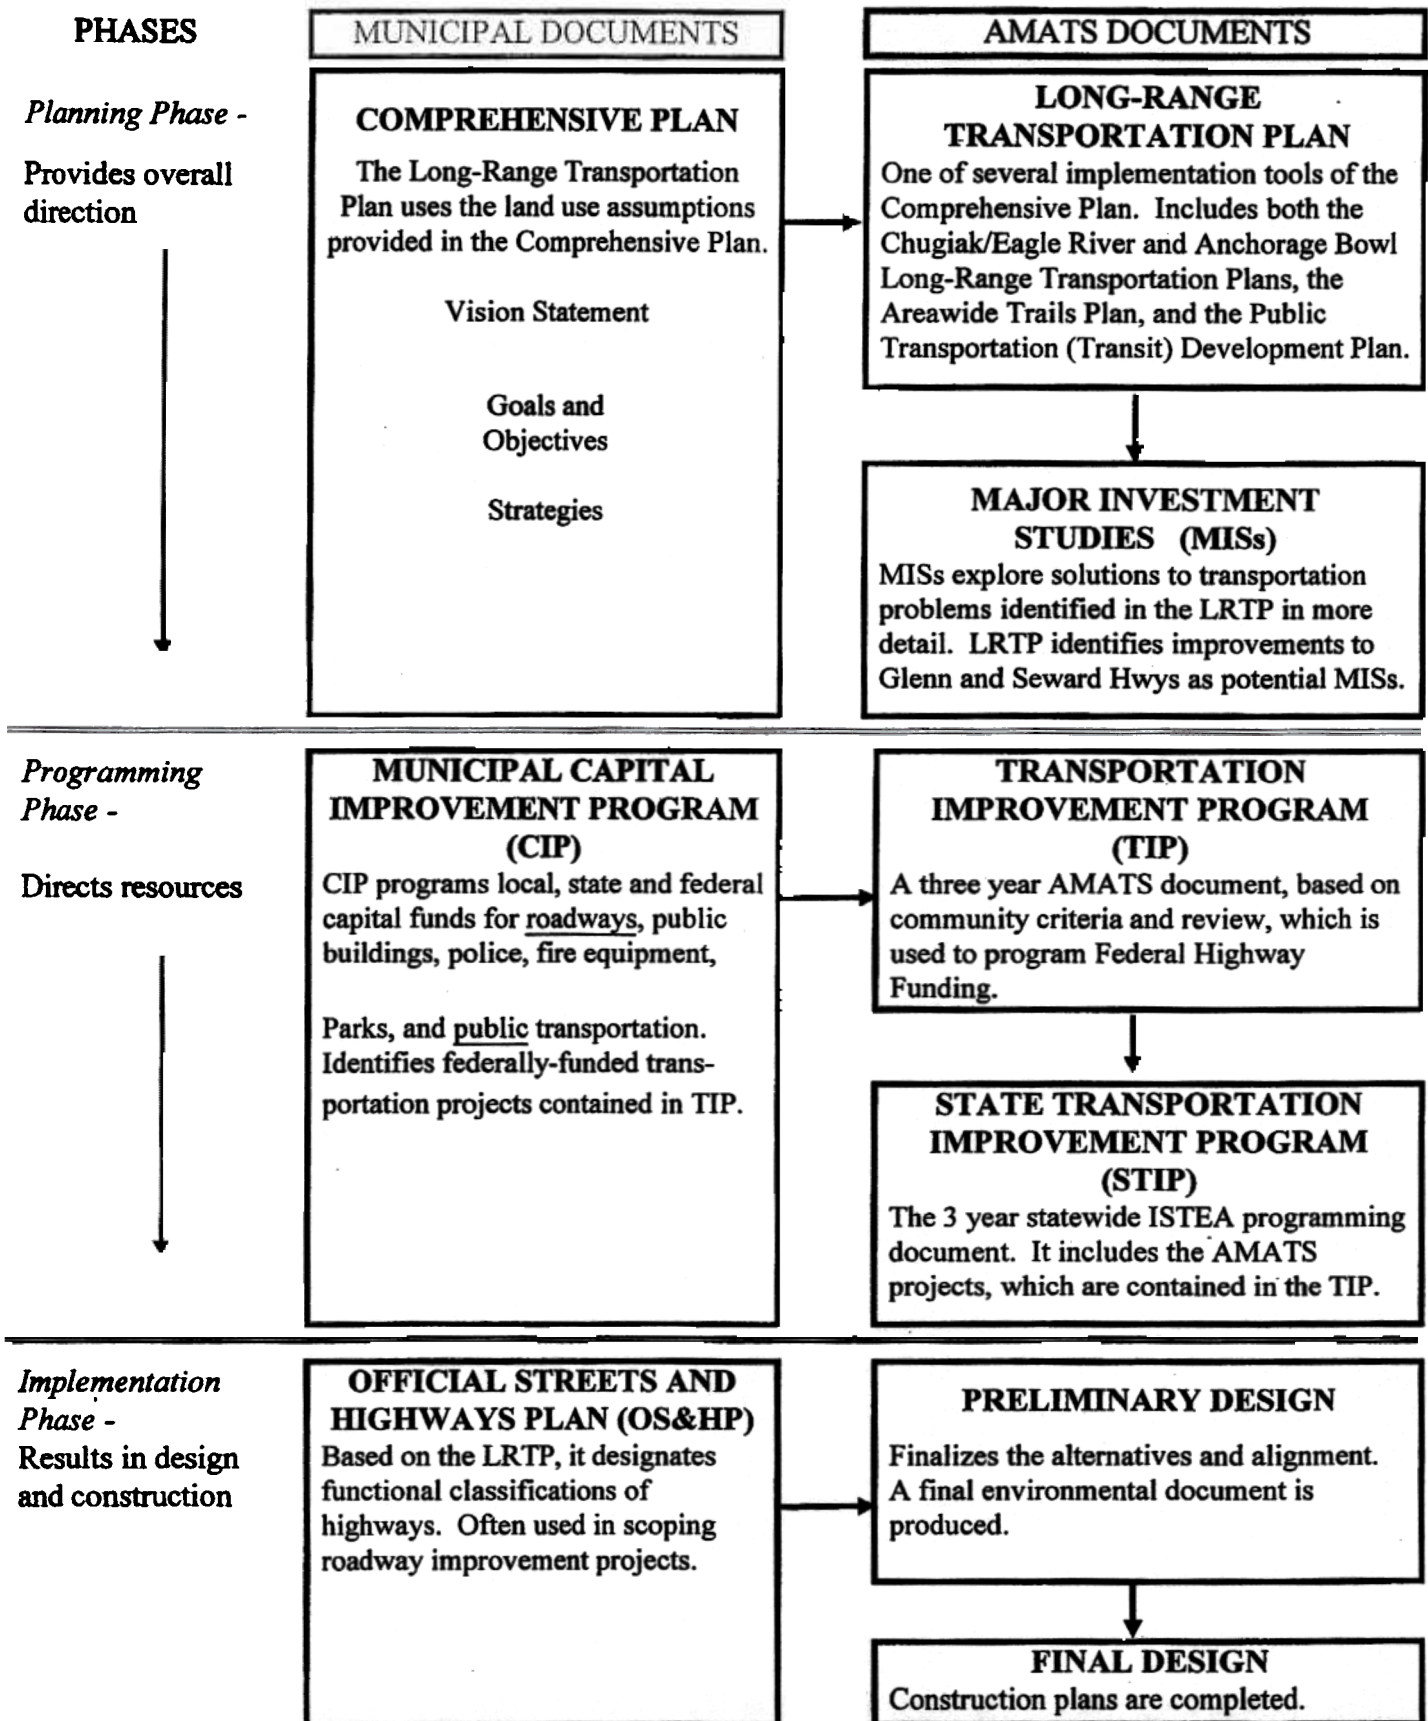 PHASES
MUNICIPAL DOCUMENTS
AMATS DOCUMENTS
Planning Phase -
Provides overall
direction
COMPREHENSIVE PLAN
The Long-Range Transportation
Plan uses the land use assumptions
provided in the Comprehensive Plan.
Vision Statement
Goals and
Objectives
Strategies
LONG-RANGE
TRANSPORTATION PLAN
One of several implementation tools of the
Comprehensive Plan. Includes both the
Chugiak/Eagle River and Anchorage Bowl
Long-Range Transportation Plans, the
Areawide Trails Plan, and the Public
Transportation (Transit) Development Plan.
MAJOR INVESTMENT
STUDIES (MISs)
MISs explore solutions to transportation
problems identified in the LRTP in more
detail. LRTP identifies improvements to
Glenn and Seward Hwys as potential MISs.
Programming
Phase -
Directs resources
MUNICIPAL CAPITAL
IMPROVEMENT PROGRAM
(CIP)
CIP programs local, state and federal
capital funds for roadways, public
buildings, police, fire equipment,
Parks, and public transportation.
Identifies federally-funded trans-
portation projects contained in TIP.
TRANSPORTATION
IMPROVEMENT PROGRAM
(TIP)
A three year AMATS document, based on
community criteria and review, which is
used to program Federal Highway
Funding.
STATE TRANSPORTATION
IMPROVEMENT PROGRAM
(STIP)
The 3 year statewide ISTEA programming
document. It includes the AMATS
projects, which are contained in the TIP.
Implementation
Phase -
Results in design
and construction
OFFICIAL STREETS AND
HIGHWAYS PLAN (OS&HP)
Based on the LRTP, it designates
functional classifications of
highways. Often used in scoping
roadway improvement projects.
PRELIMINARY DESIGN
Finalizes the alternatives and alignment.
A final environmental document is
produced.
FINAL DESIGN
Construction plans are completed.